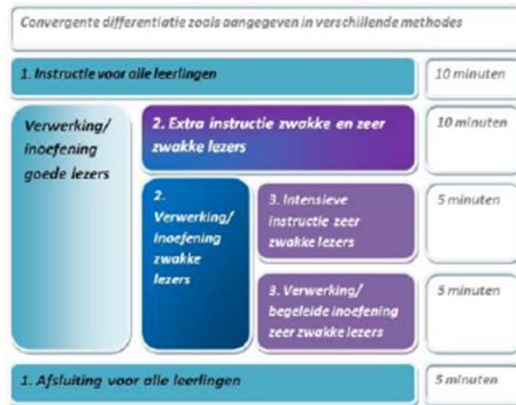 Convergente differentiatie zoals aangegeven in verschillende methodes
1. Instructie voor alle leerlingen
10 minuten
Verwerking/
inoefening
goede lezers
2. Extra instructie zwakke en zeer
zwakke lezers
10 minuten
2.
Verwerking/
inoefening
zwakke
lezers
3. Intensieve
instructie zeer
zwakke lezers
5 minuten
3. Verwerking/
begeleide inoefening
zeer zwakke lezers
5 minuten
1. Afsluiting voor alle leerlingen
5 minuten